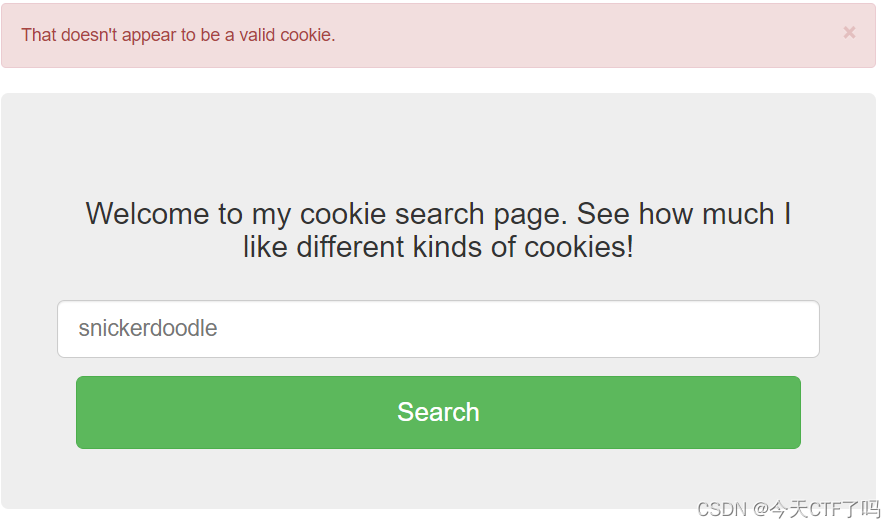 That doesn't appear to be a valid cookie.
×
Welcome to my cookie search page. See how much I
like different kinds of cookies!
snickerdoodle
Search
CSDN @今天CTF了吗